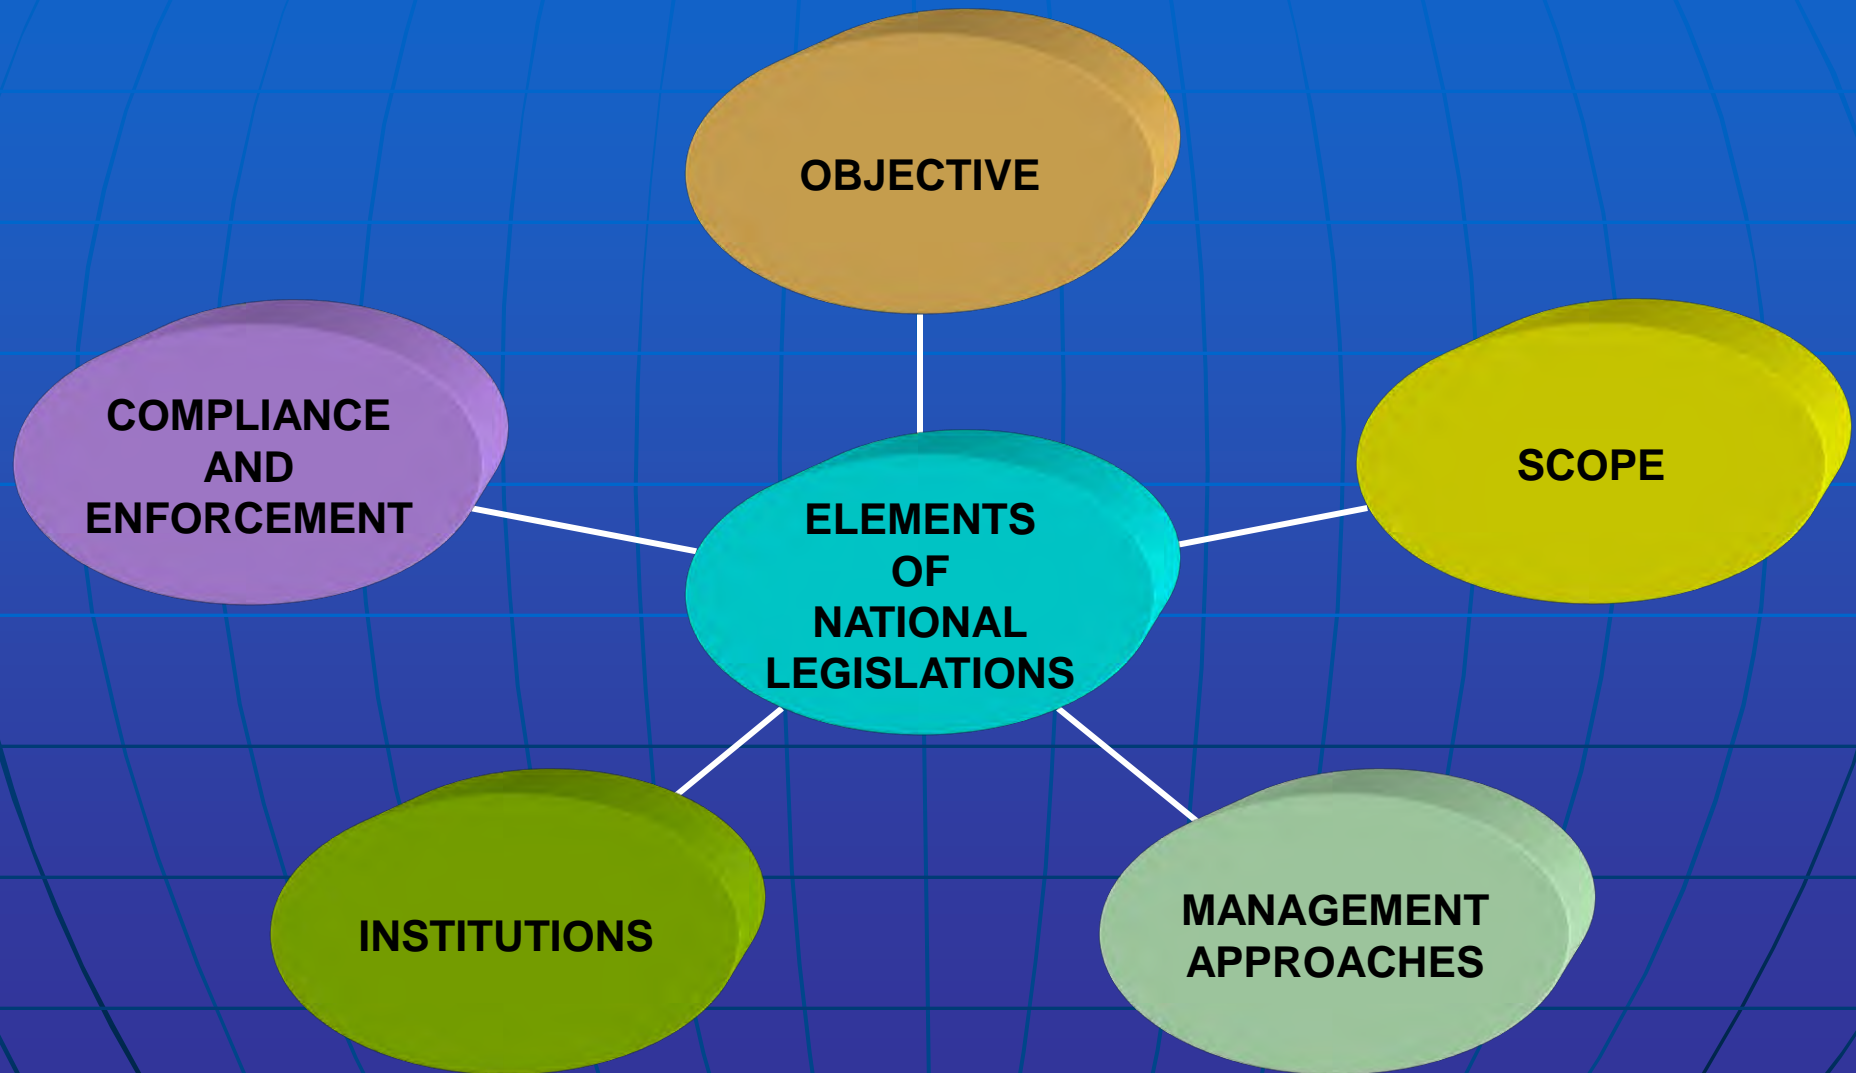 OBJECTIVE
COMPLIANCE
AND
ENFORCEMENT
SCOPE
ELEMENTS
OF
NATIONAL
LEGISLATIONS
INSTITUTIONS
MANAGEMENT
APPROACHES